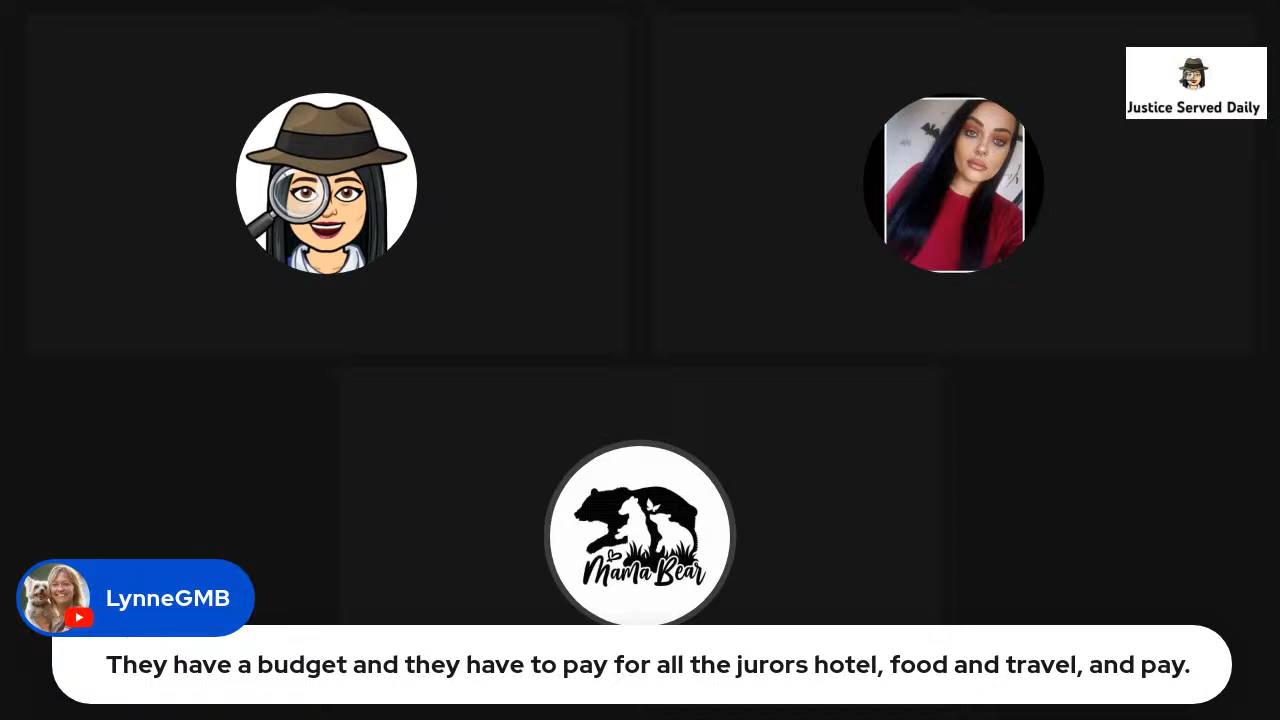 Justice Served Daily
Mama Bear
LynneGMB
They have a budget and they have to pay for all the jurors hotel, food and travel, and pay.